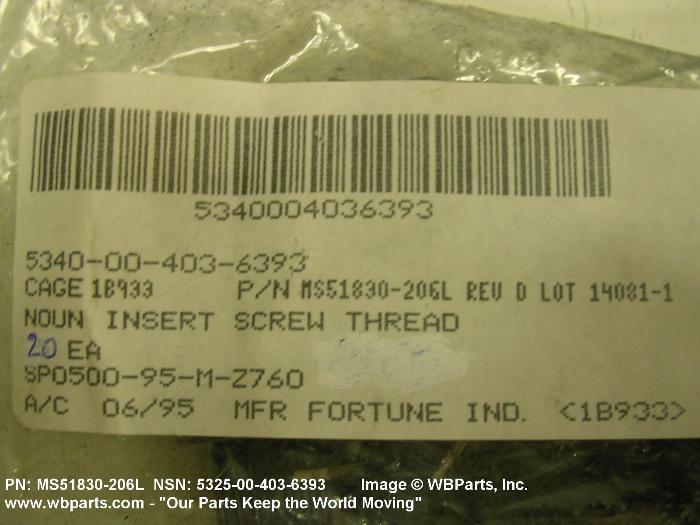 5340004036393
5340-00-403-6393
CAGE 1B933 P/N MS51830-206L REV D LOT 14081-1
NOUN INSERT SCREW THREAD
20 EA
SP0500-95-M-Z760
A/C 06/95 MFR FORTUNE IND. <1B933>
PN: MS51830-206L NSN: 5325-00-403-6393 Image © WBParts, Inc.
www.wbparts.com - "Our Parts Keep the World Moving"